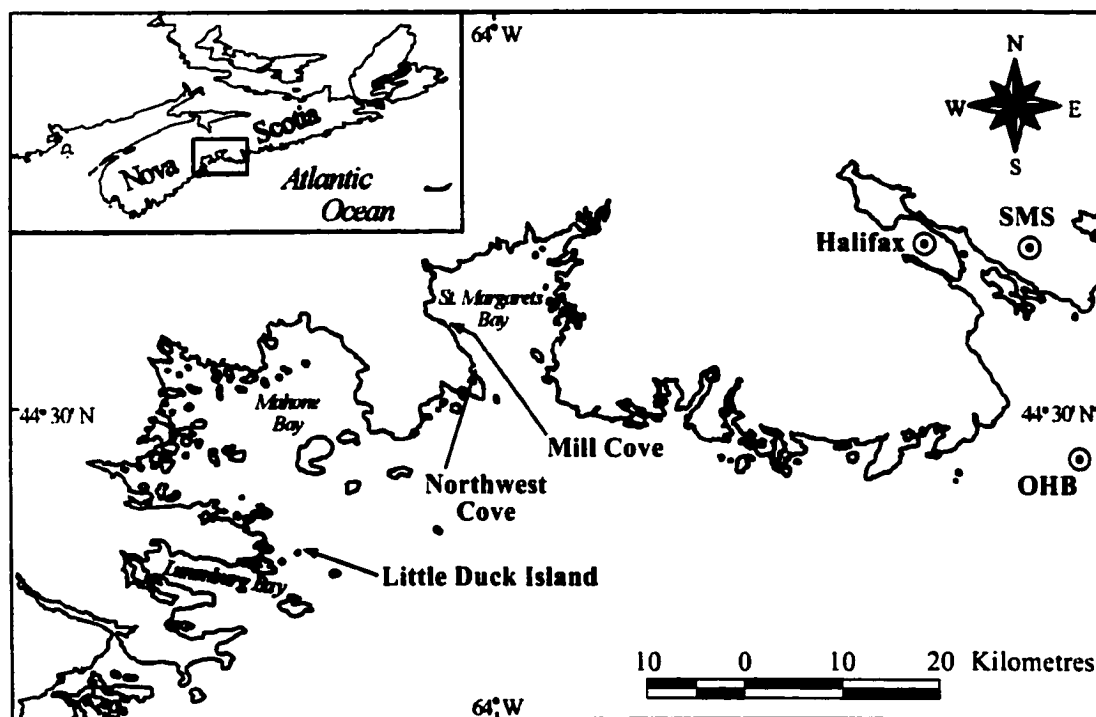 64° W
N
W E
S
Nova
Scotia
Atlantic
Ocean
SMS
Halifax
St. Margarets
Bay
Mahone
Bay
44° 30' N
44° 30' N
Mill Cove
OHB
Northwest
Cove
Little Duck Island
Lunenburg Bay
10 0 10 20 Kilometres
64° W